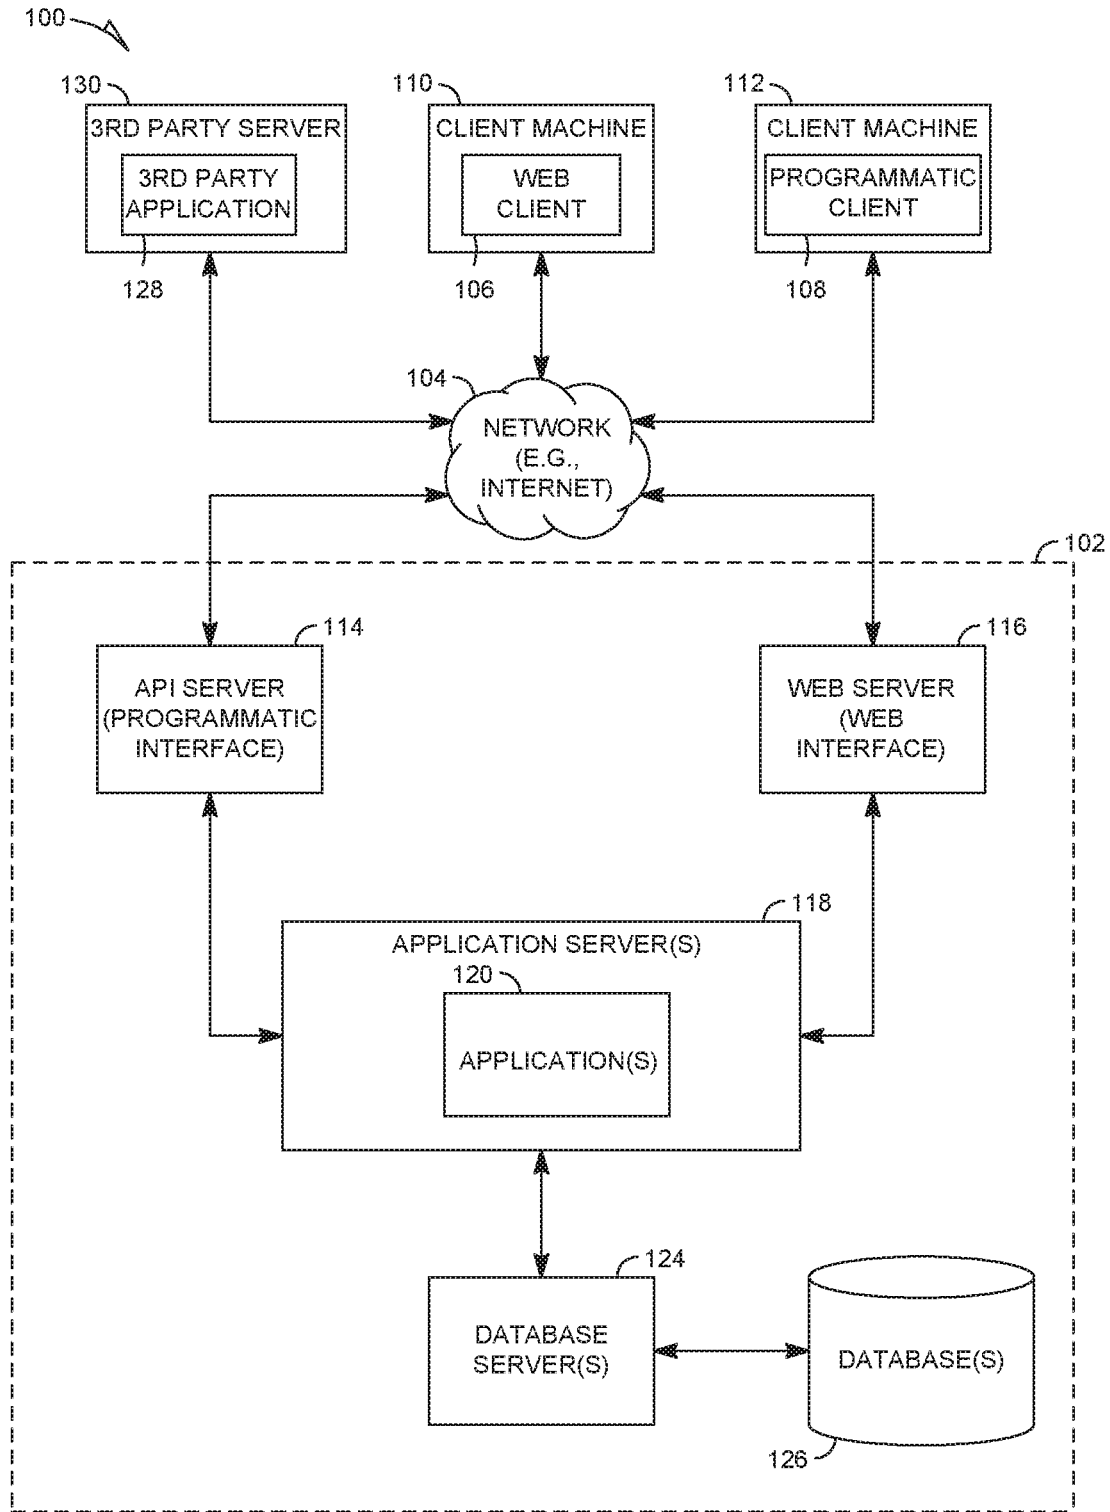 100
130
110
112
3RD PARTY SERVER
3RD PARTY
APPLICATION
128
CLIENT MACHINE
WEB
CLIENT
106
CLIENT MACHINE
PROGRAMMATIC
CLIENT
108
104
NETWORK
(E.G.,
INTERNET)
102
114
API SERVER
(PROGRAMMATIC
INTERFACE)
116
WEB SERVER
(WEB
INTERFACE)
118
APPLICATION SERVER(S)
120
APPLICATION(S)
124
DATABASE
SERVER(S)
DATABASE(S)
126